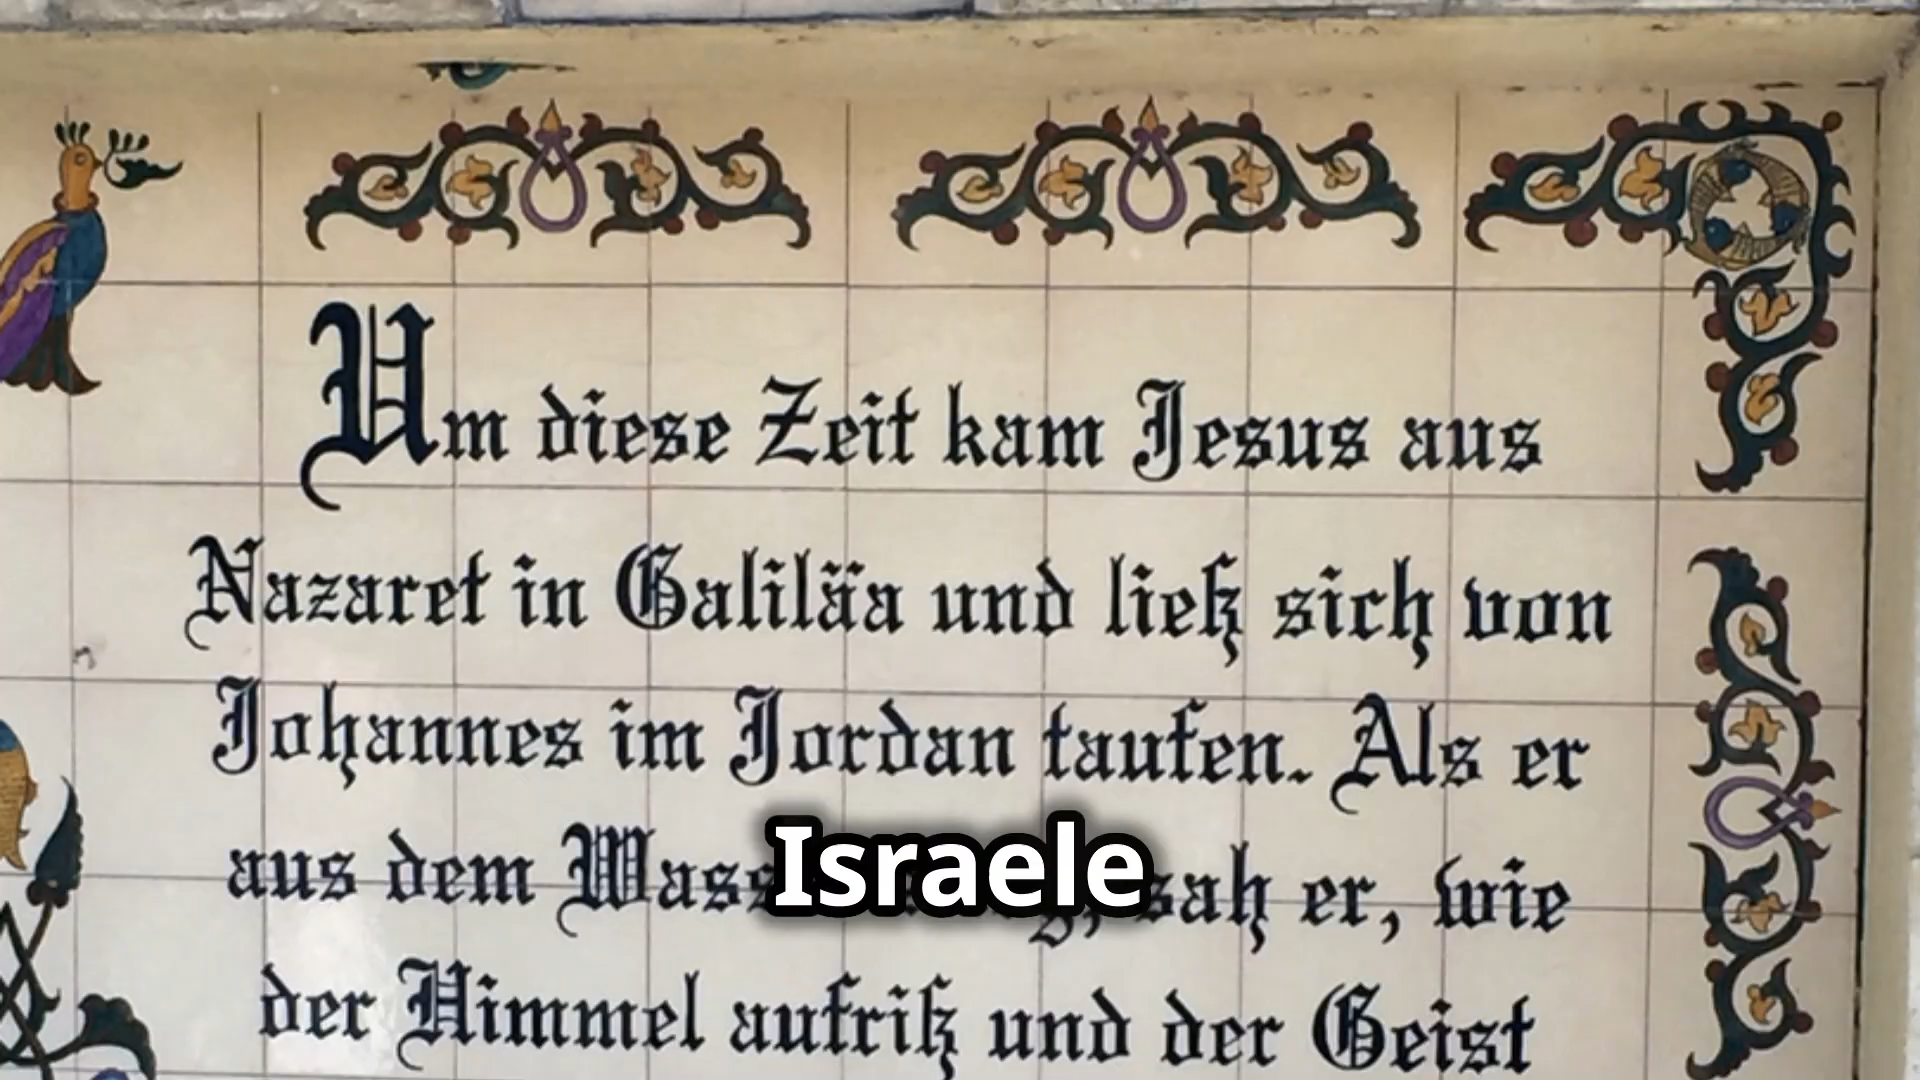 Um diese Zeit kam Jesus aus
Nazaret in Galiläa und ließ sich von
Johannes im Jordan taufen. Als er
aus dem sah er, wie
Israele
der Himmel aufriß und der Geist